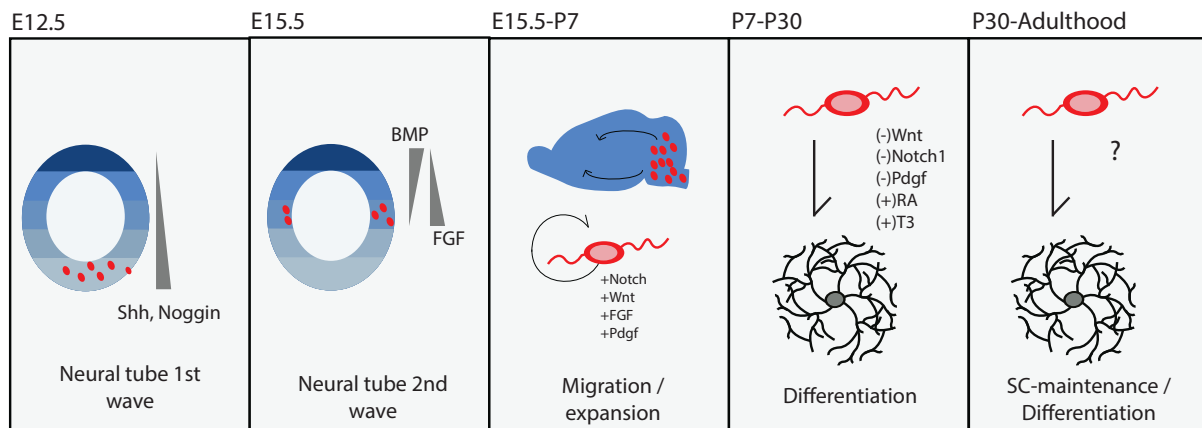 E12.5
Shh, Noggin
Neural tube 1st
wave
E15.5
BMP
FGF
Neural tube 2nd
wave
E15.5-P7
+Notch
+Wnt
+FGF
+Pdgf
Migration /
expansion
P7-P30
(-)Wnt
(-)Notch1
(-)Pdgf
(+)RA
(+)T3
Differentiation
P30-Adulthood
?
SC-maintenance /
Differentiation